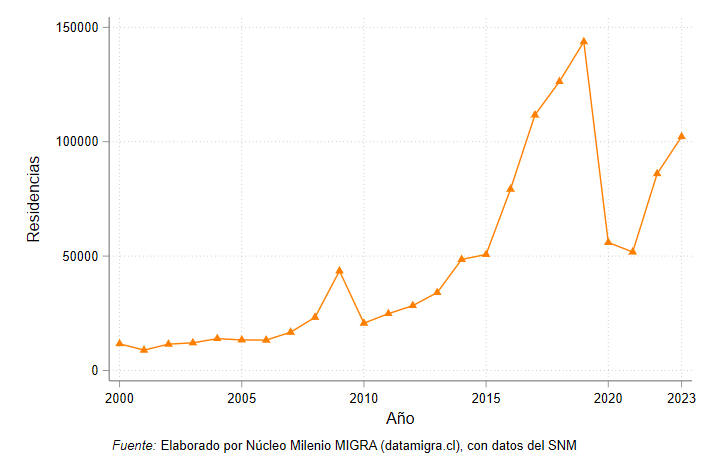 150000
100000
50000
0
Residencias
2000 2005 2010 2015 2020 2023
Año
Fuente: Elaborado por Núcleo Milenio MIGRA (datamigra.cl), con datos del SNM